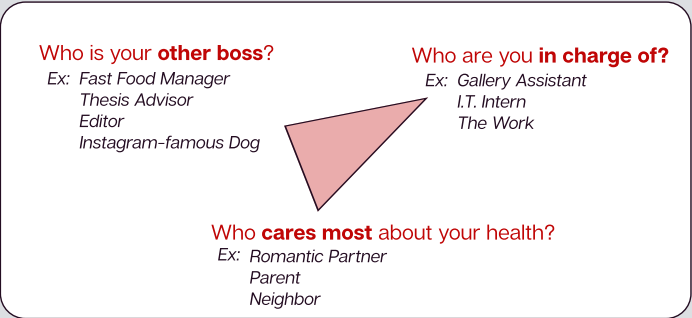 Who is your other boss?
Ex: Fast Food Manager
Thesis Advisor
Editor
Instagram-famous Dog
Who are you in charge of?
Ex: Gallery Assistant
I.T. Intern
The Work
Who cares most about your health?
Ex: Romantic Partner
Parent
Neighbor